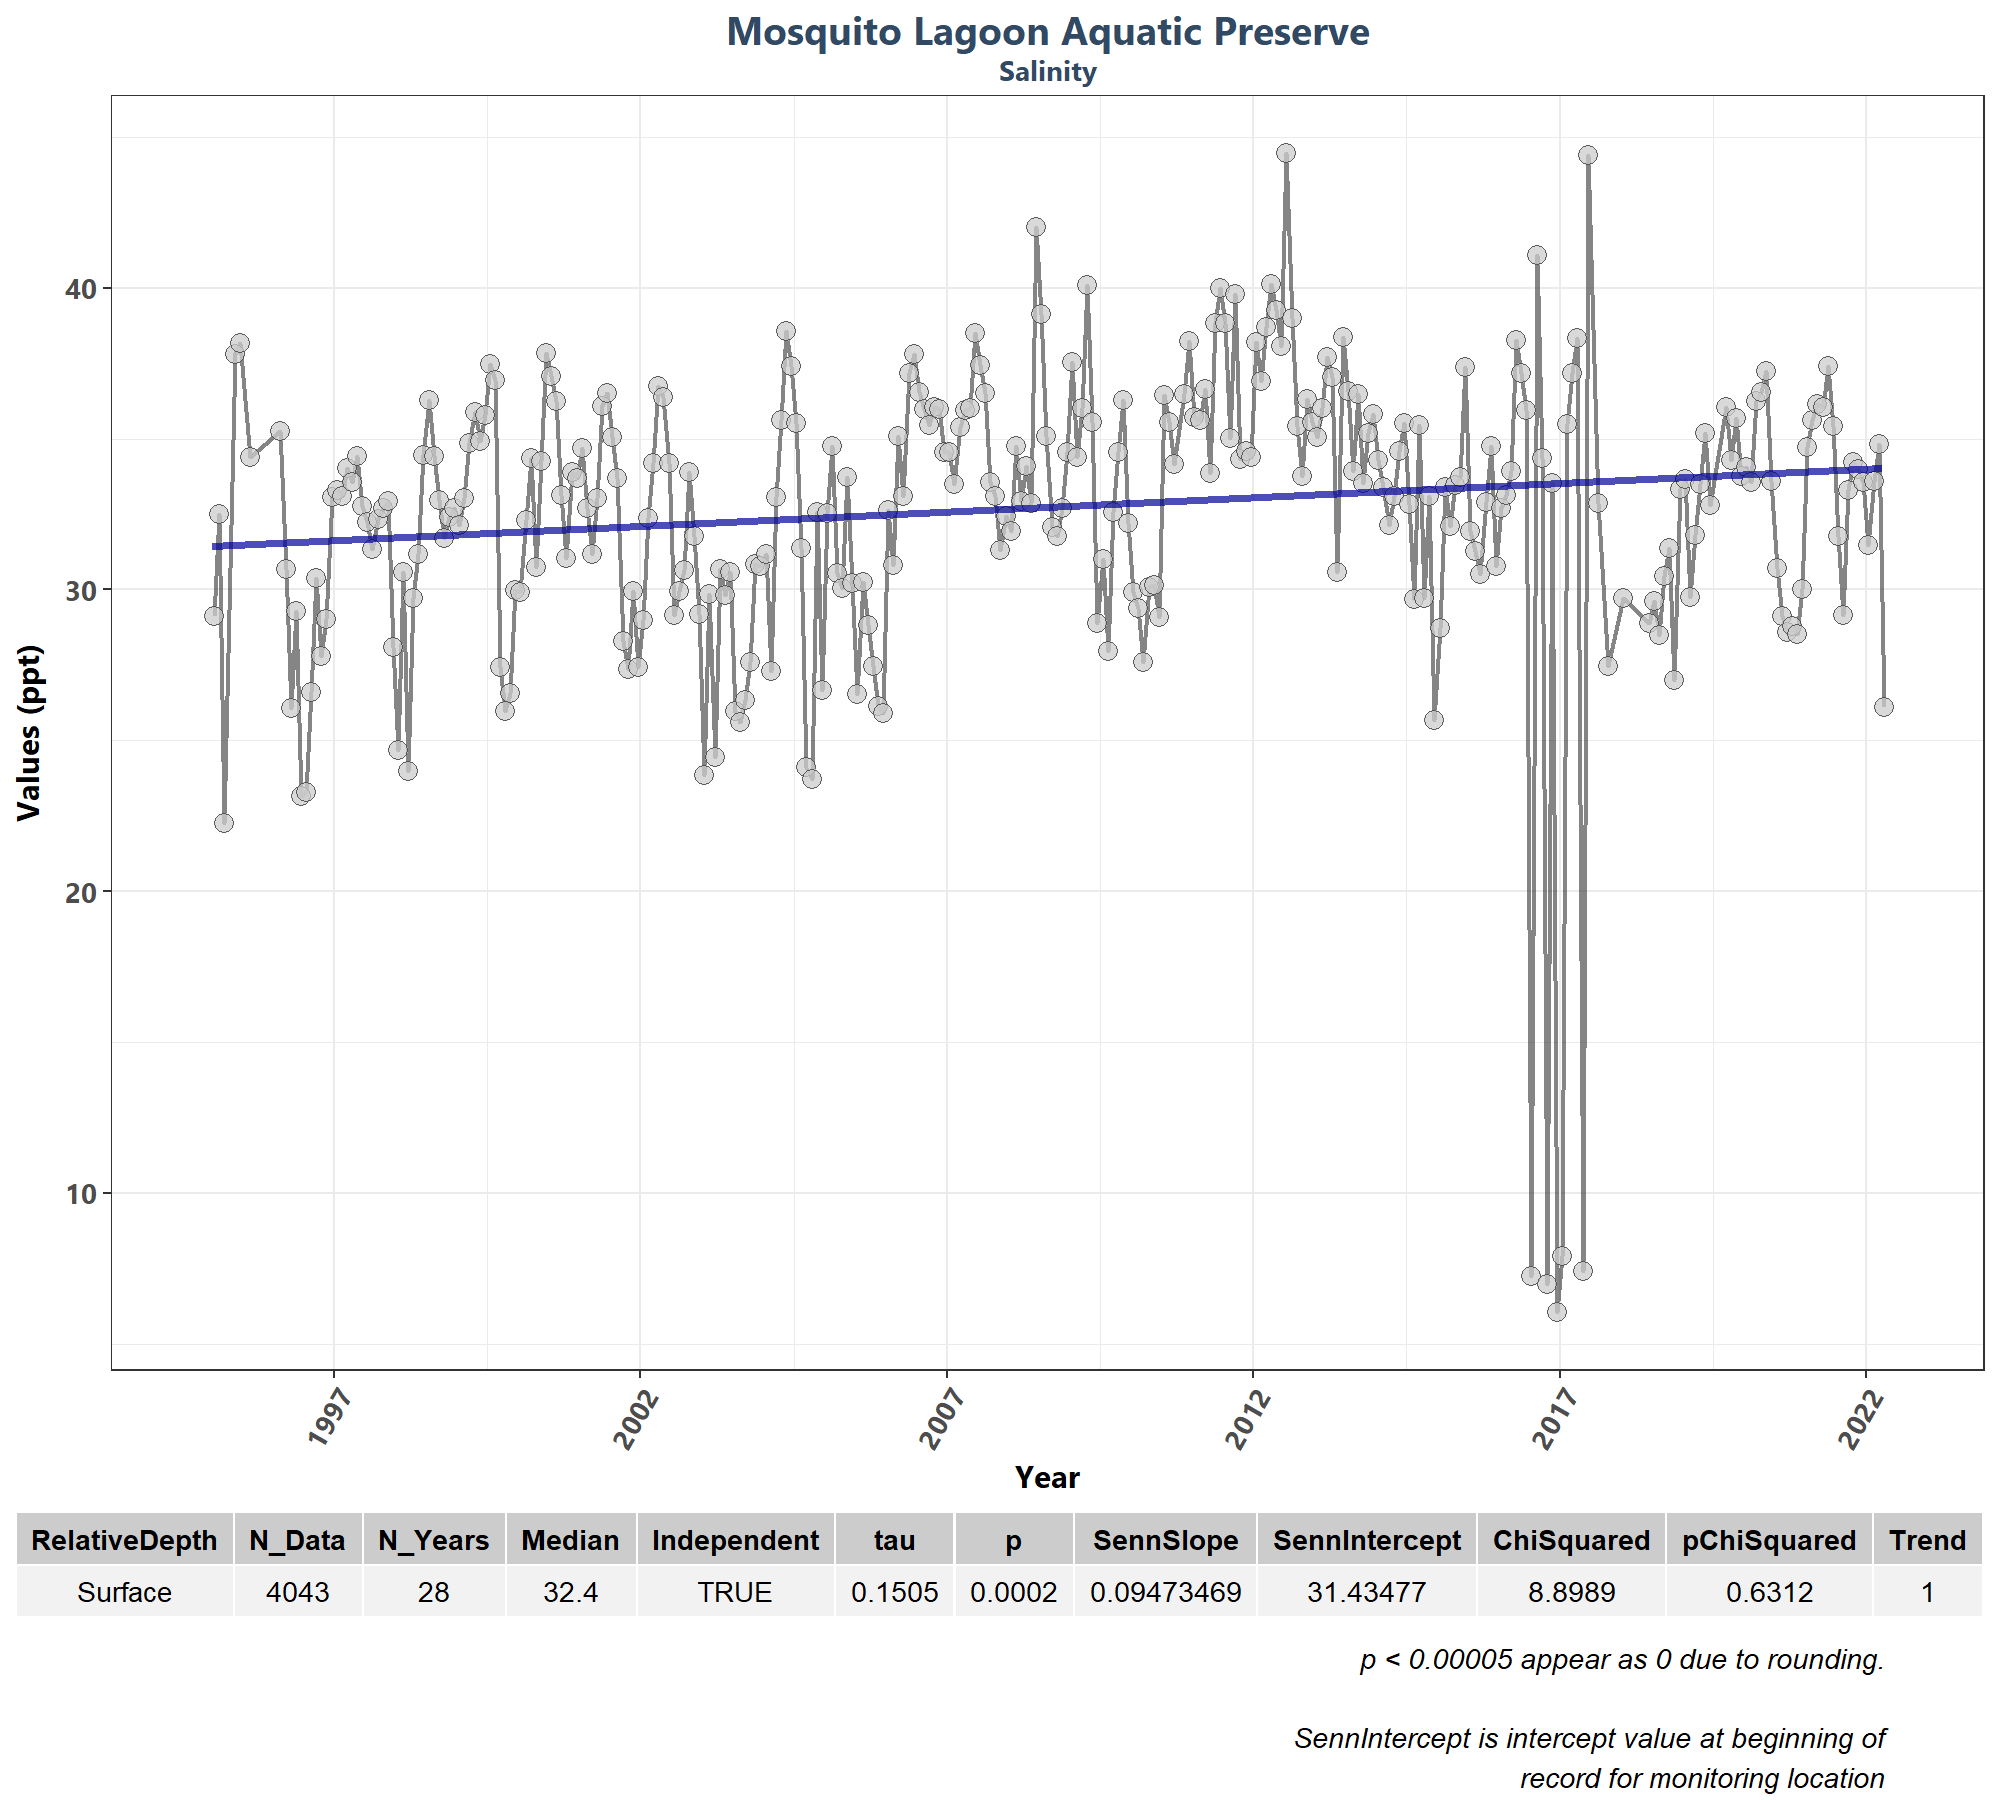 Mosquito Lagoon Aquatic Preserve
Salinity
Values (ppt)
40
30
20
10
1997
2002
2007
2012
2017
2022
Year
RelativeDepth N_Data N_Years Median Independent tau p SennSlope SennIntercept ChiSquared pChiSquared Trend
Surface 4043 28 32.4 TRUE 0.1505 0.0002 0.09473469 31.43477 8.8989 0.6312 1
p < 0.00005 appear as 0 due to rounding.
SennIntercept is intercept value at beginning of
record for monitoring location